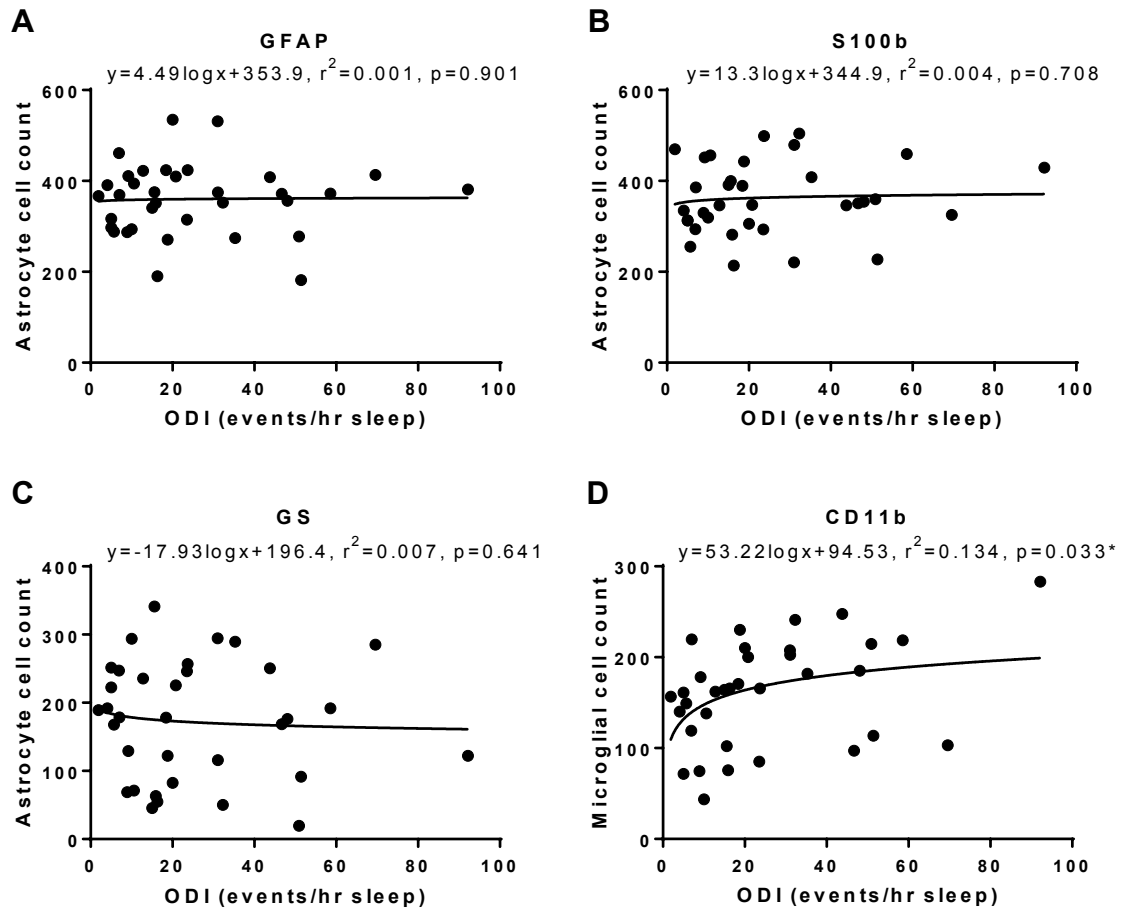 A
GFAP
y=4.49logx+353.9, r²=0.001, p=0.901
600
400
200
0
Astrocyte cell count
0 20 40 60 80 100
ODI (events/hr sleep)
B
S100b
y=13.3logx+344.9, r²=0.004, p=0.708
600
400
200
0
Astrocyte cell count
0 20 40 60 80 100
ODI (events/hr sleep)
C
GS
y=-17.93logx+196.4, r²=0.007, p=0.641
400
300
200
100
0
Astrocyte cell count
0 20 40 60 80 100
ODI (events/hr sleep)
D
CD11b
y=53.22logx+94.53, r²=0.134, p=0.033*
300
200
100
0
Microglial cell count
0 20 40 60 80 100
ODI (events/hr sleep)